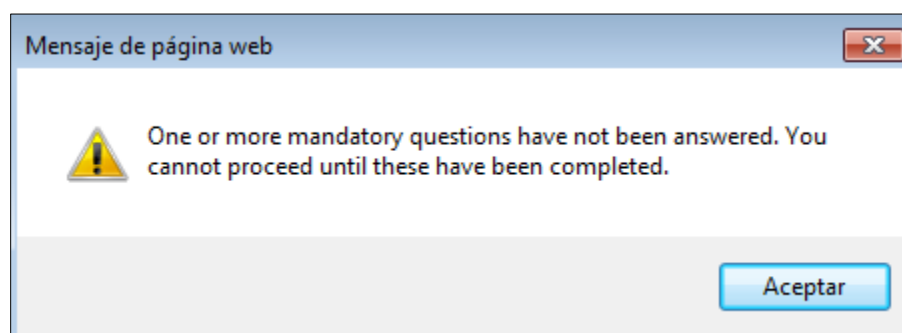 Mensaje de página web
One or more mandatory questions have not been answered. You
cannot proceed until these have been completed.
Aceptar